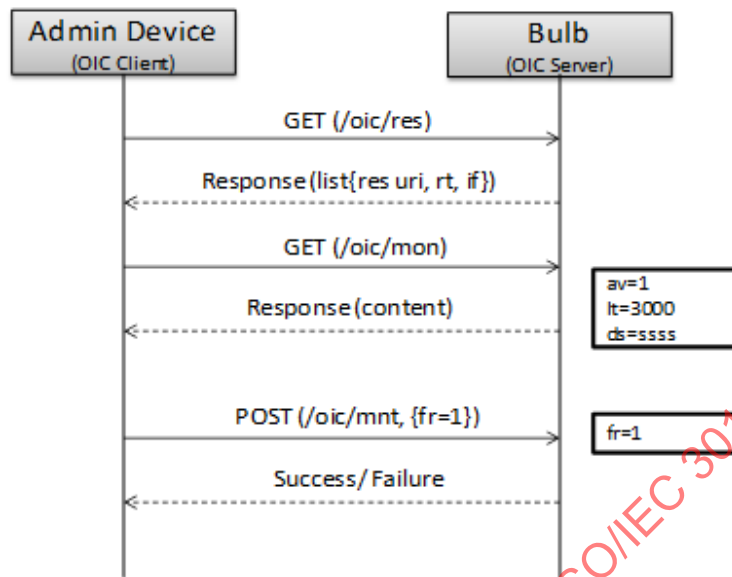 Admin Device
(OIC Client)
Bulb
(OIC Server)
GET (/oic/res)
Response (list{res uri, rt, if})
GET (/oic/mon)
Response (content)
av=1
lt=3000
ds=ssss
POST (/oic/mnt, {fr=1})
fr=1
Success/ Failure